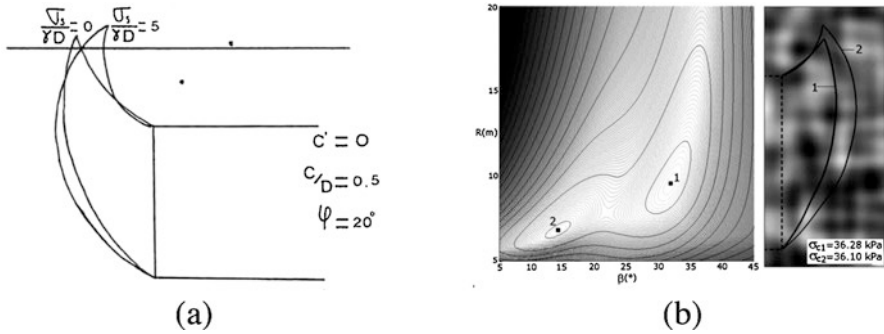 σs/γD = 0
σs/γD = 5
C' = 0
C/D = 0.5
φ = 20°
(a)
20
15
R(m)
10
5
1
2
5 10 15 20 25 30 35 40 45
β(°)
2
1
σc1=36.28 kPa
σc2=36.10 kPa
(b)